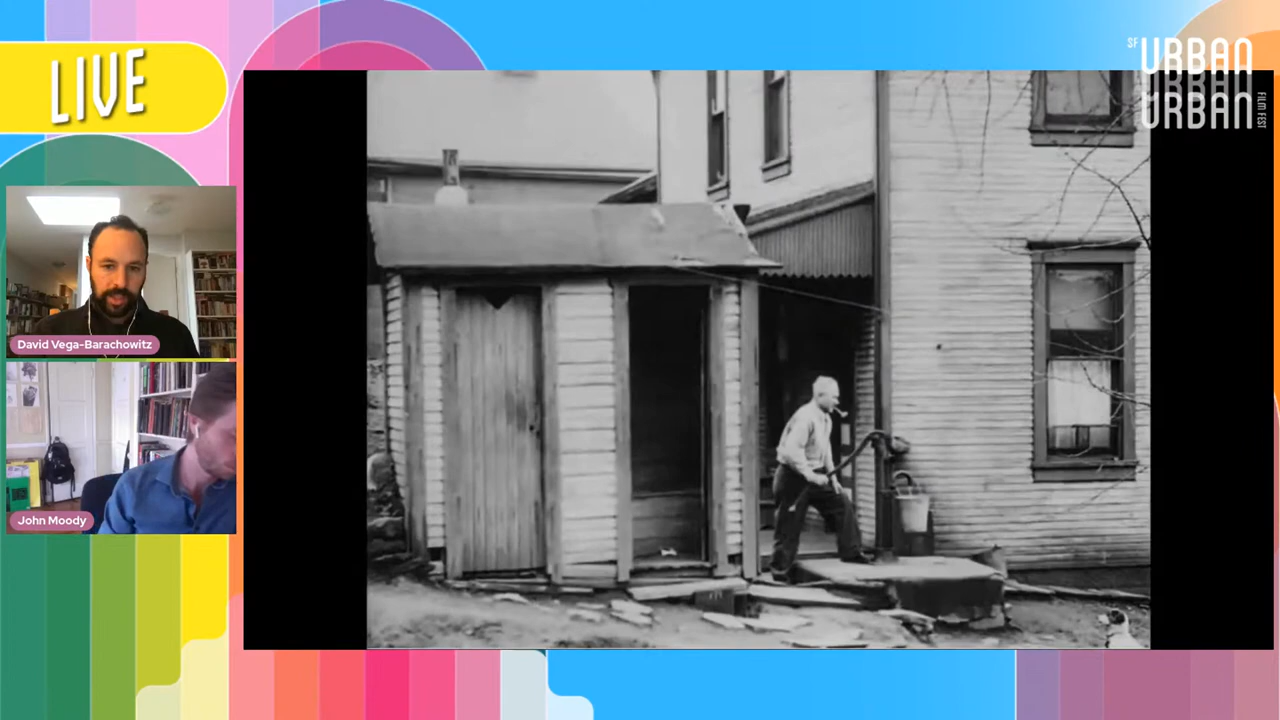 LIVE
SF URBAN
URBAN
FILM FEST
David Vega-Barachowitz
John Moody